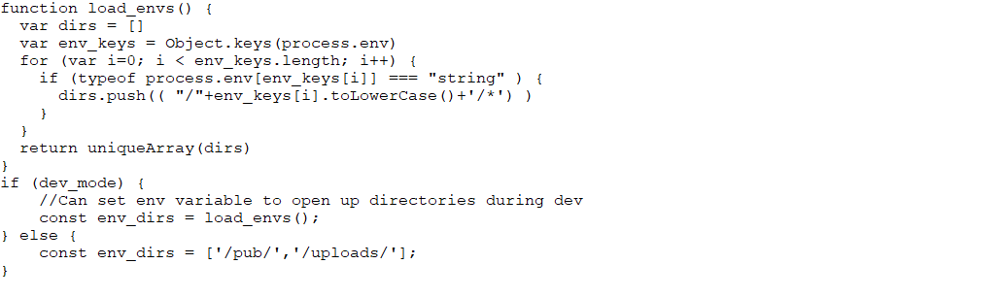 function load_envs() {
  var dirs = []
  var env_keys = Object.keys(process.env)
  for (var i=0; i < env_keys.length; i++) {
    if (typeof process.env[env_keys[i]] === "string" ) {
      dirs.push(( "/"+env_keys[i].toLowerCase()+'/*') )
    }
  }
  return uniqueArray(dirs)
}
if (dev_mode) {
    //Can set env variable to open up directories during dev
    const env_dirs = load_envs();
} else {
    const env_dirs = ['/pub/','/uploads/'];
}